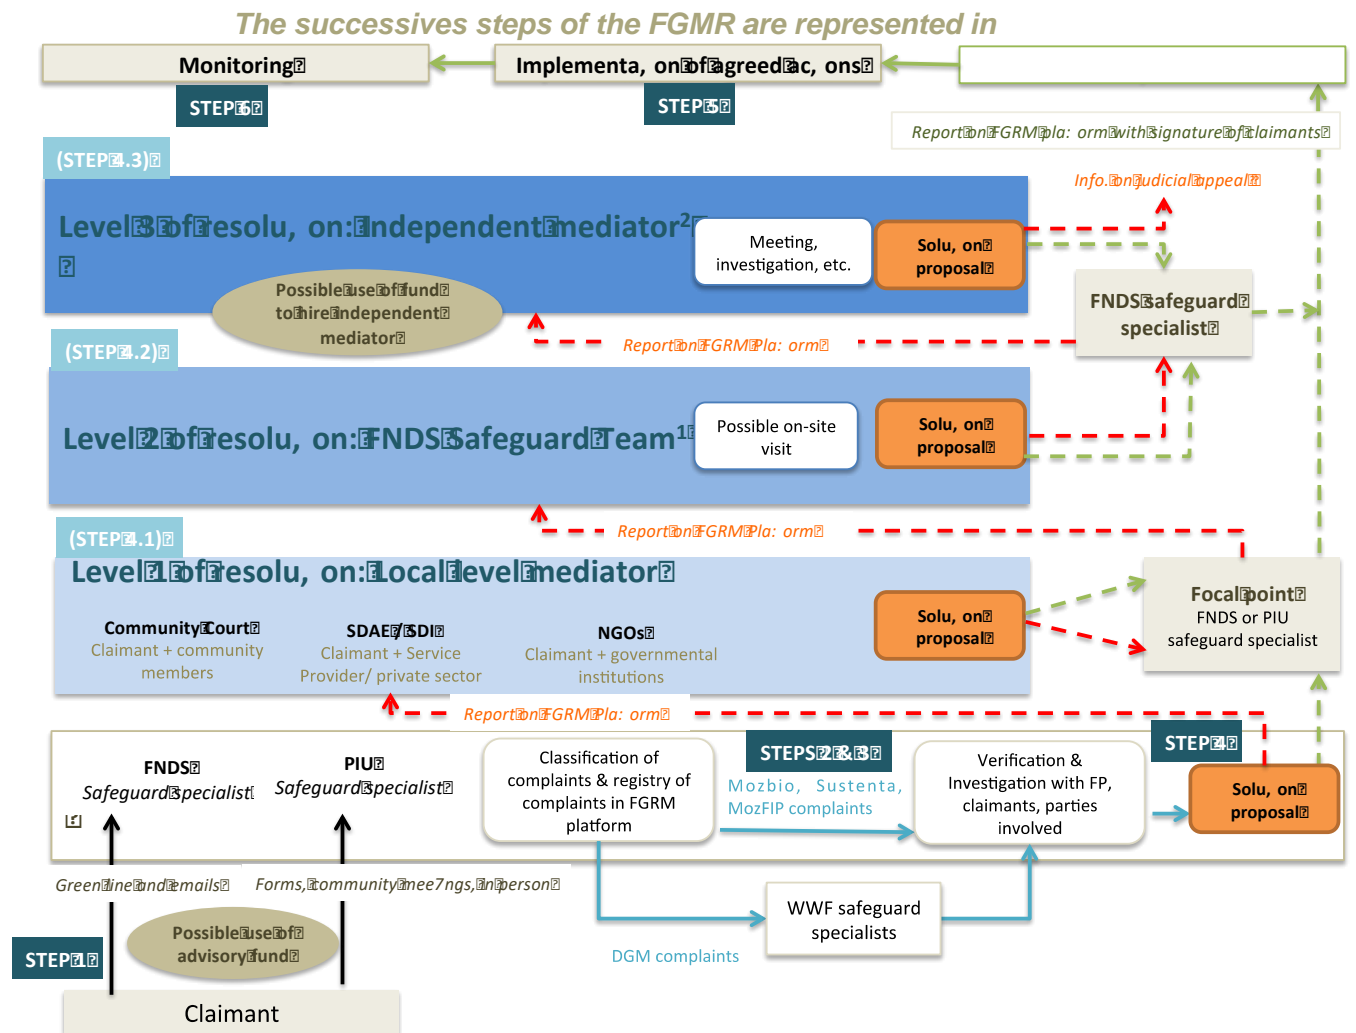 The successives steps of the FGMR are represented in
Monitoring
Implementa, on of agreed ac, ons
STEP 6
STEP 5
Report on FGRM pla: orm with signature of claimants
(STEP 4.3)
Info. on judicial appeal
Level 3 of resolu, on: Independent mediator²
Meeting,
investigation, etc.
Solu, on
proposal
Possible use of fund
to hire independent
mediator
FNDS safeguard
specialist
(STEP 4.2)
Report on FGRM Pla: orm
Level 2 of resolu, on: FNDS Safeguard Team¹
Possible on-site
visit
Solu, on
proposal
(STEP 4.1)
Report on FGRM Pla: orm
Level 1 of resolu, on: Local level mediator
Community Court
Claimant + community
members
SDAE / SDI
Claimant + Service
Provider/ private sector
NGOs
Claimant + governmental
institutions
Solu, on
proposal
Focal point
FNDS or PIU
safeguard specialist
Report on FGRM Pla: orm
STEP 4
FNDS
Safeguard specialist
PIU
Safeguard specialist
Classification of
complaints & registry of
complaints in FGRM
platform
STEPS 2 & 3
Mozbio, Sustenta,
MozFIP complaints
Verification &
Investigation with FP,
claimants, parties
involved
Solu, on
proposal
Green line and emails
Forms, community mee7ngs, in person
WWF safeguard
specialists
DGM complaints
Possible use of
advisory fund
STEP 1
Claimant